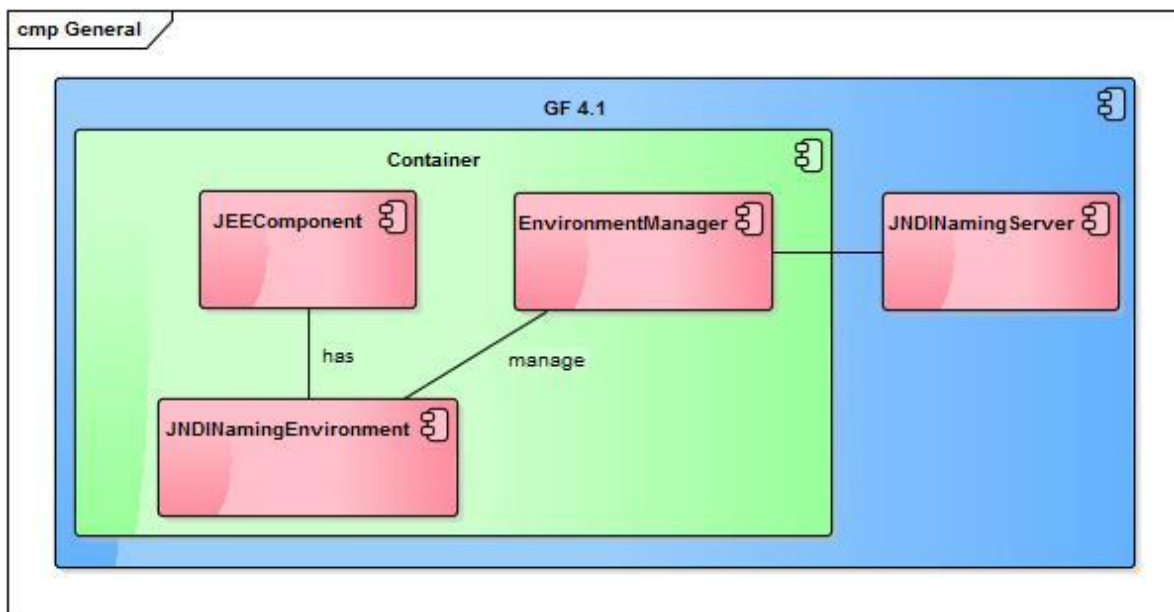 cmp General
GF 4.1
Container
JEEComponent
EnvironmentManager
JNDINamingServer
has
manage
JNDINamingEnvironment